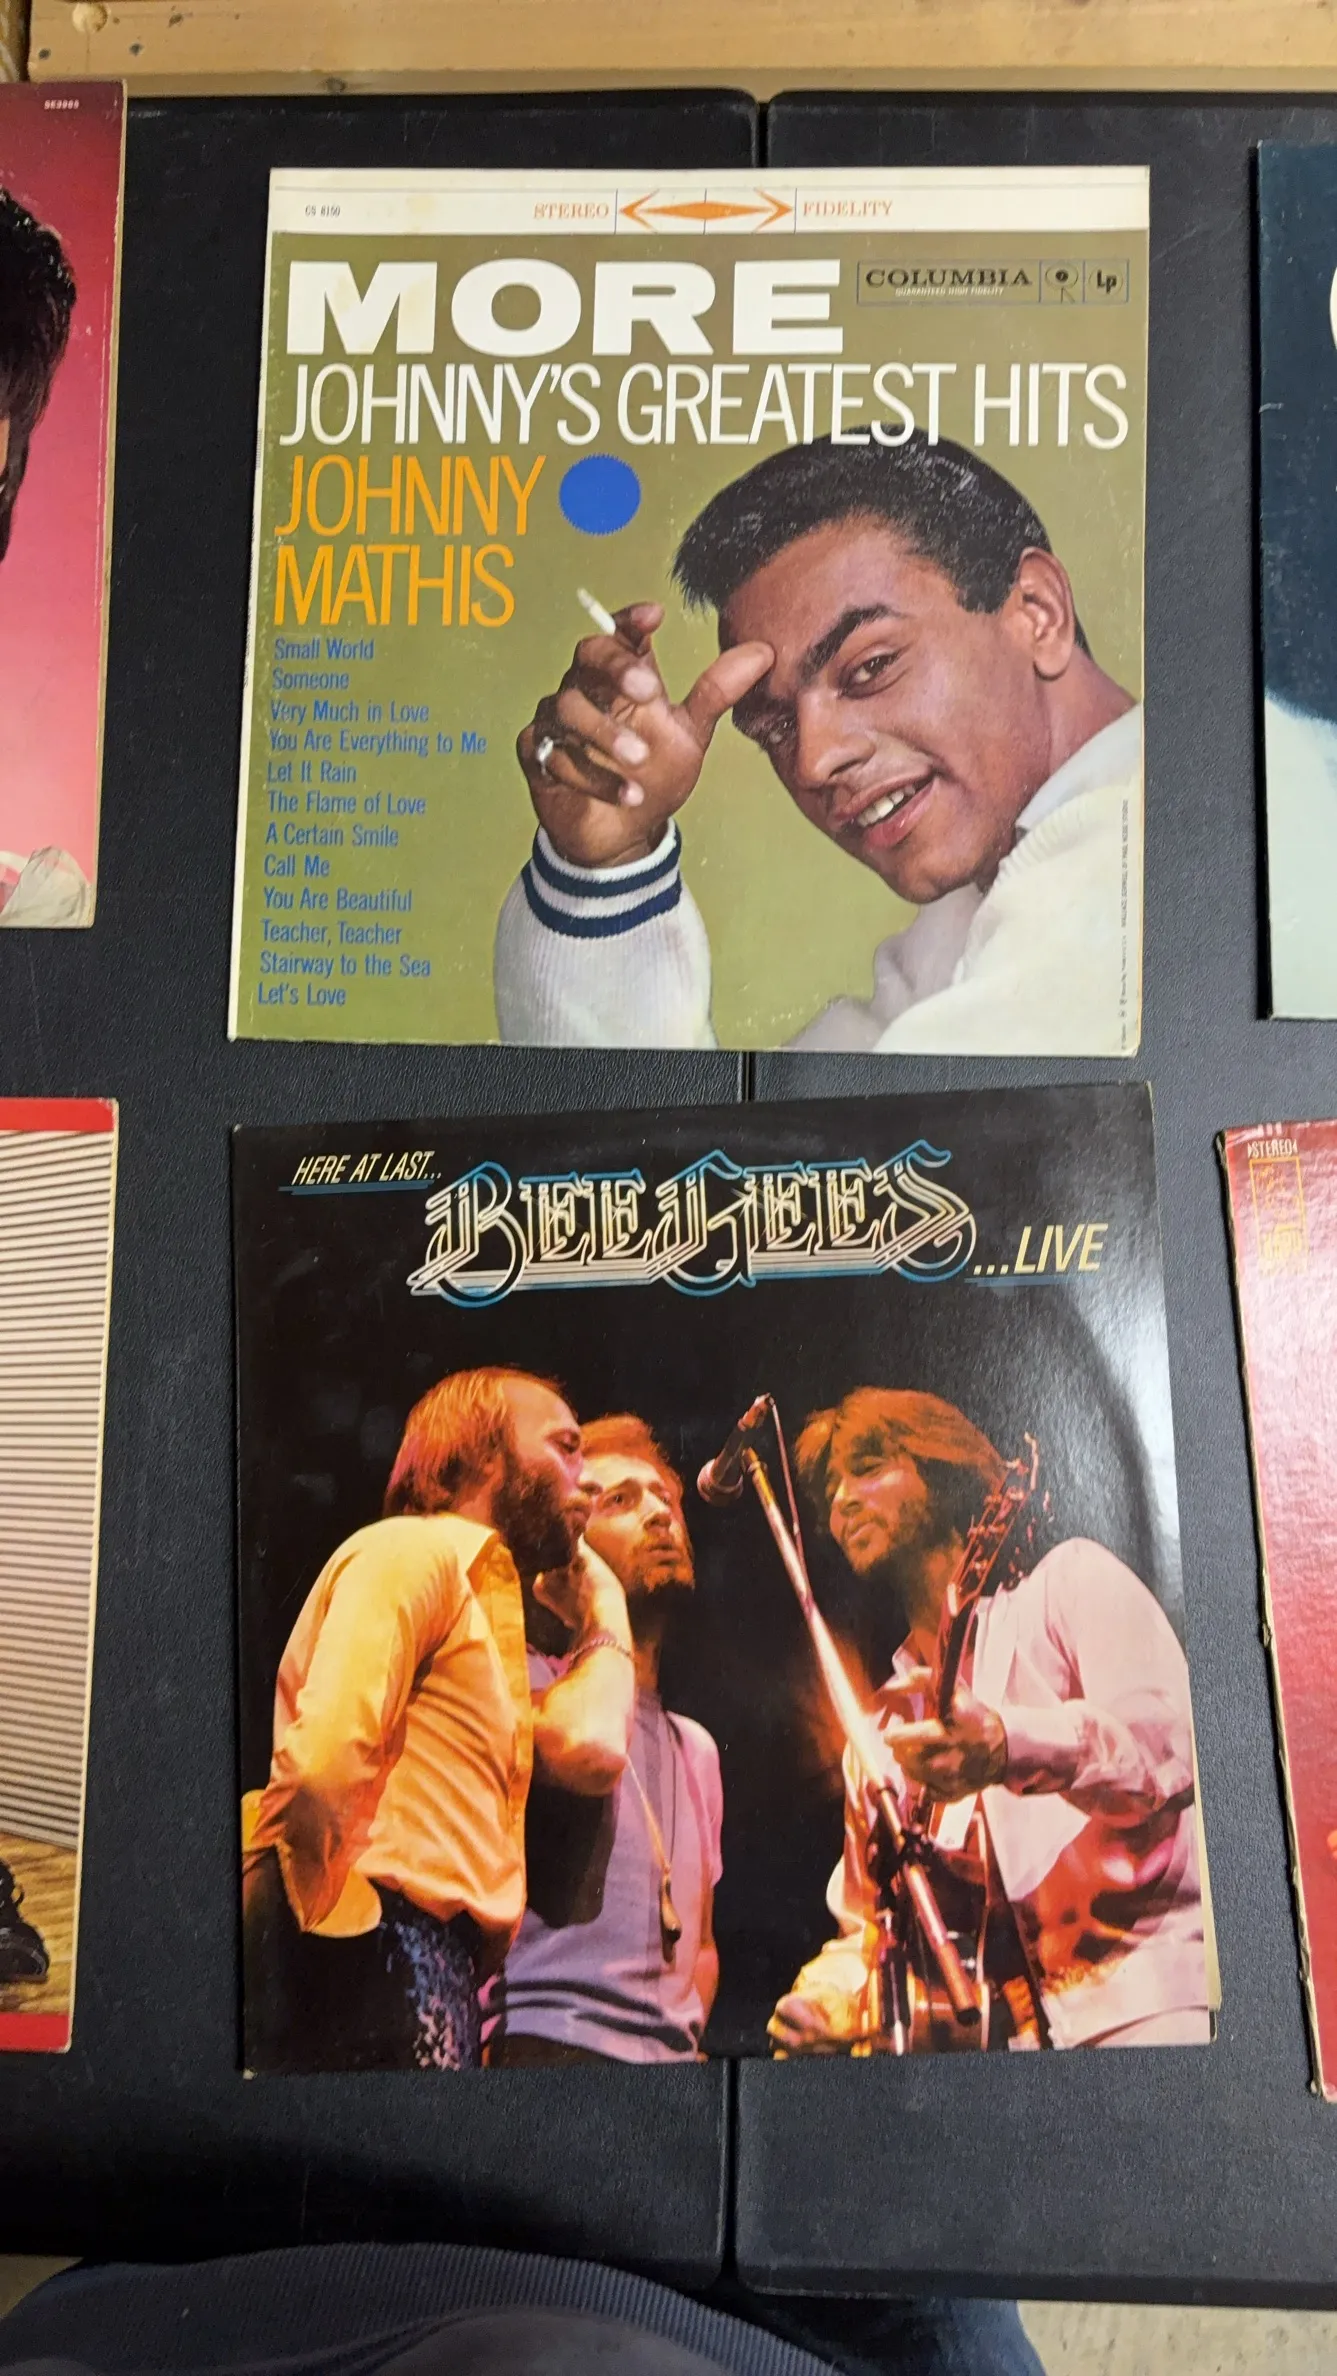 SE3985
CS 8150
STEREO FIDELITY
MORE
COLUMBIA
GUARANTEED HIGH FIDELITY
Lp
JOHNNY'S GREATEST HITS
JOHNNY
MATHIS
Small World
Someone
Very Much in Love
You Are Everything to Me
Let It Rain
The Flame of Love
A Certain Smile
Call Me
You Are Beautiful
Teacher, Teacher
Stairway to the Sea
Let's Love
HERE AT LAST...
BEE GEES
...LIVE
STEREO